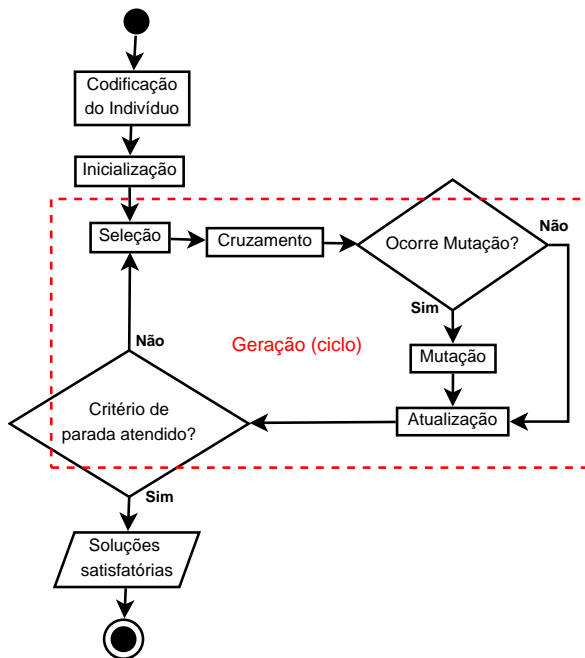 Codificação
do Indivíduo
Inicialização
Seleção
Cruzamento
Ocorre Mutação?
Não
Sim
Mutação
Geração (ciclo)
Não
Atualização
Critério de
parada atendido?
Sim
Soluções
satisfatórias